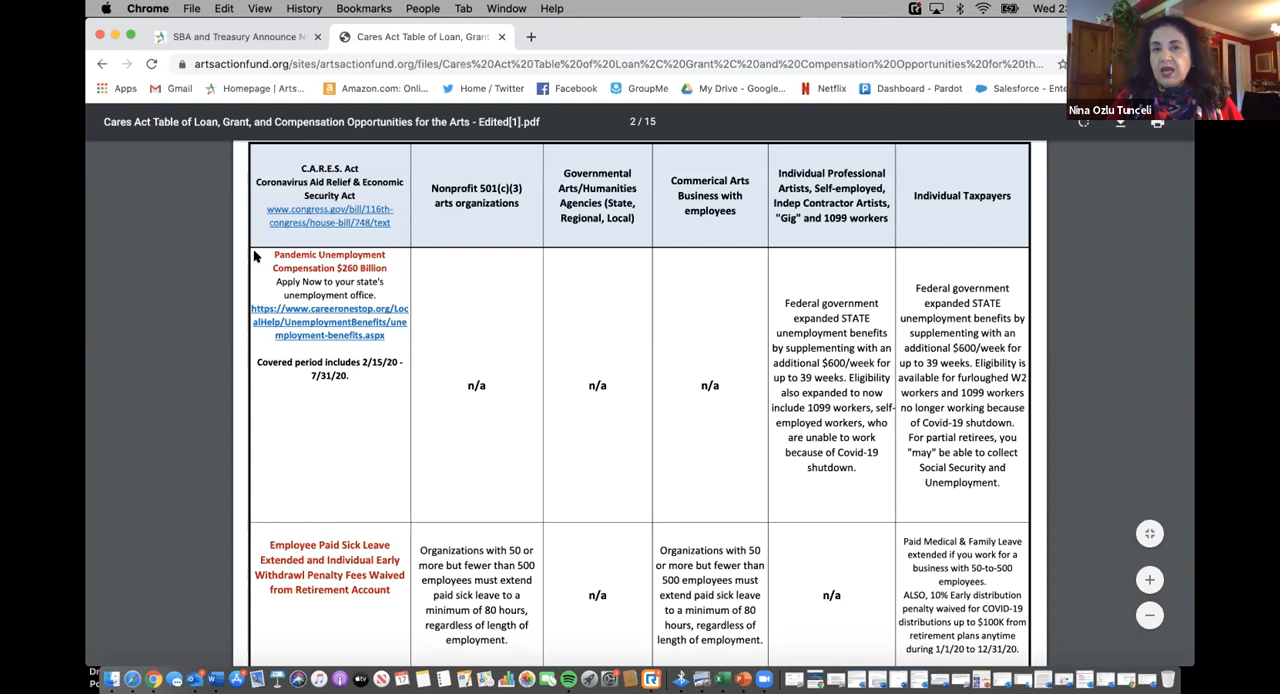 Chrome File Edit View History Bookmarks People Tab Window Help Wed 2
SBA and Treasury Announce N
Cares Act Table of Loan, Grant
artsactionfund.org/sites/artsactionfund.org/files/Cares%20Act%20Table%20of%20Loan%2C%20Grant%2C%20and%20Compensation%20Opportunities%20for%20th...
Apps Gmail Homepage | Arts... Amazon.com: Onli... Home / Twitter Facebook GroupMe My Drive - Google... Netflix Dashboard - Pardot Salesforce - Ente
Nina Ozlu Tunceli
Cares Act Table of Loan, Grant, and Compensation Opportunities for the Arts - Edited[1].pdf 2 / 15
C.A.R.E.S. Act
Coronavirus Aid Relief & Economic
Security Act
www.congress.gov/bill/116th-
congress/house-bill/748/text
Nonprofit 501(c)(3)
arts organizations
Governmental
Arts/Humanities
Agencies (State,
Regional, Local)
Commerical Arts
Business with
employees
Individual Professional
Artists, Self-employed,
Indep Contractor Artists,
"Gig" and 1099 workers
Individual Taxpayers
Pandemic Unemployment
Compensation $260 Billion
Apply Now to your state's
unemployment office.
https://www.careeronestop.org/Loc
alHelp/UnemploymentBenefits/une
mployment-benefits.aspx
Covered period includes 2/15/20 -
7/31/20.
n/a
n/a
n/a
Federal government
expanded STATE
unemployment benefits
by supplementing with an
additional $600/week for
up to 39 weeks. Eligibility
also expanded to now
include 1099 workers, self-
employed workers, who
are unable to work
because of Covid-19
shutdown.
Federal government
expanded STATE
unemployment benefits by
supplementing with an
additional $600/week for
up to 39 weeks. Eligibility is
available for furloughed W2
workers and 1099 workers
no longer working because
of Covid-19 shutdown.
For partial retirees, you
"may" be able to collect
Social Security and
Unemployment.
Employee Paid Sick Leave
Extended and Individual Early
Withdrawl Penalty Fees Waived
from Retirement Account
Organizations with 50 or
more but fewer than 500
employees must extend
paid sick leave to a
minimum of 80 hours,
regardless of length of
employment.
n/a
Organizations with 50
or more but fewer than
500 employees must
extend paid sick leave
to a minimum of 80
hours, regardless of
length of employment.
n/a
Paid Medical & Family Leave
extended if you work for a
business with 50-to-500
employees.
ALSO, 10% Early distribution
penalty waived for COVID-19
distributions up to $100K from
retirement plans anytime
during 1/1/20 to 12/31/20.